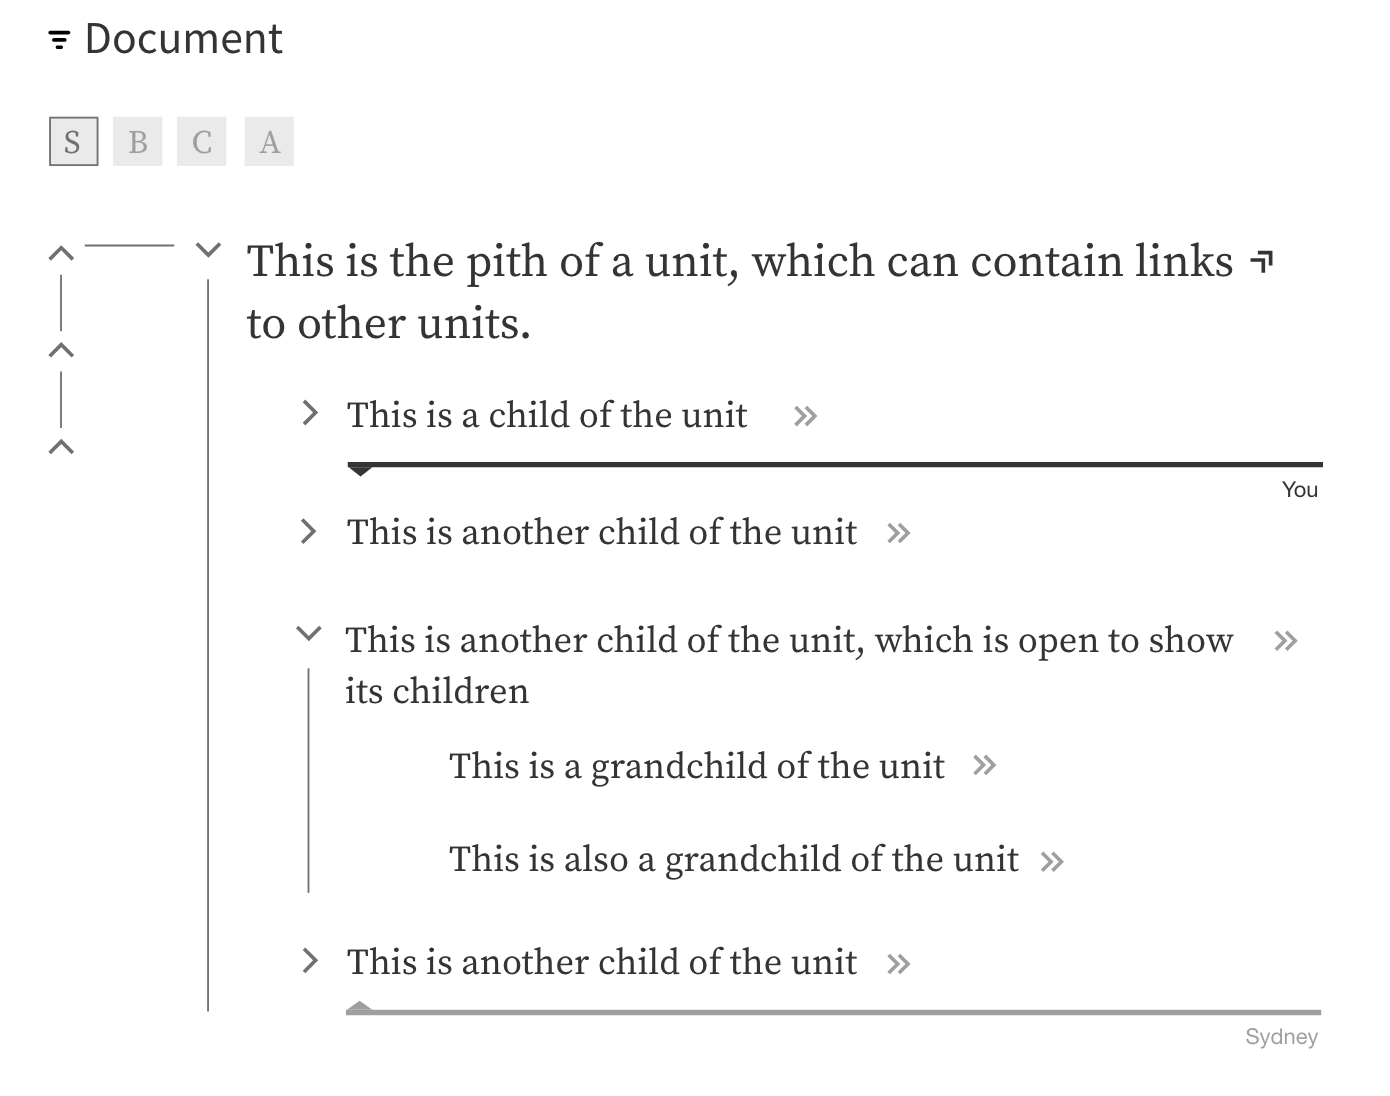 Document
S B C A
This is the pith of a unit, which can contain links
to other units.
This is a child of the unit
You
This is another child of the unit
This is another child of the unit, which is open to show
its children
This is a grandchild of the unit
This is also a grandchild of the unit
This is another child of the unit
Sydney